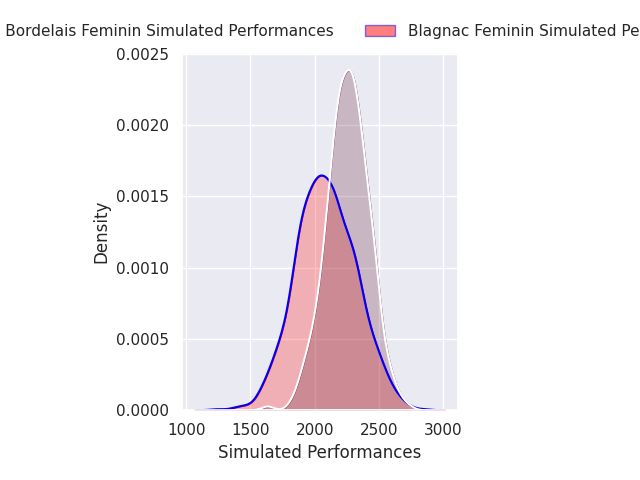 Bordelais Feminin Simulated Performances
Blagnac Feminin Simulated Pe
0.0025
0.0020
0.0015
0.0010
0.0005
0.0000
Density
1000 1500 2000 2500 3000
Simulated Performances